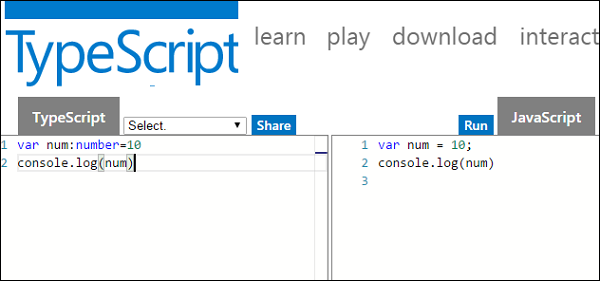 TypeScript learn play download interact
TypeScript Select. Share Run JavaScript
1 var num:number=10
2 console.log(num)
1 var num = 10;
2 console.log(num)
3